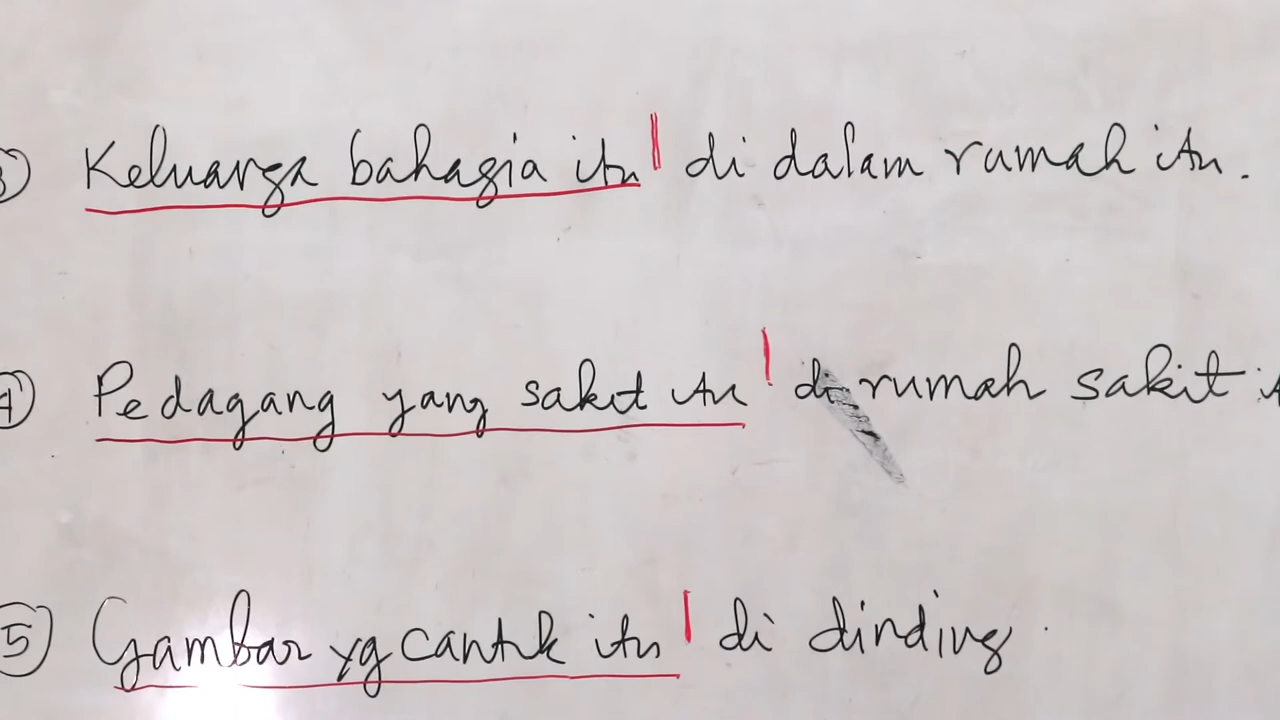 3) Keluarga bahagia itu | di dalam rumah itu.
4) Pedagang yang sakit itu | di rumah sakit
5) Gambar yg cantik itu | di dinding.